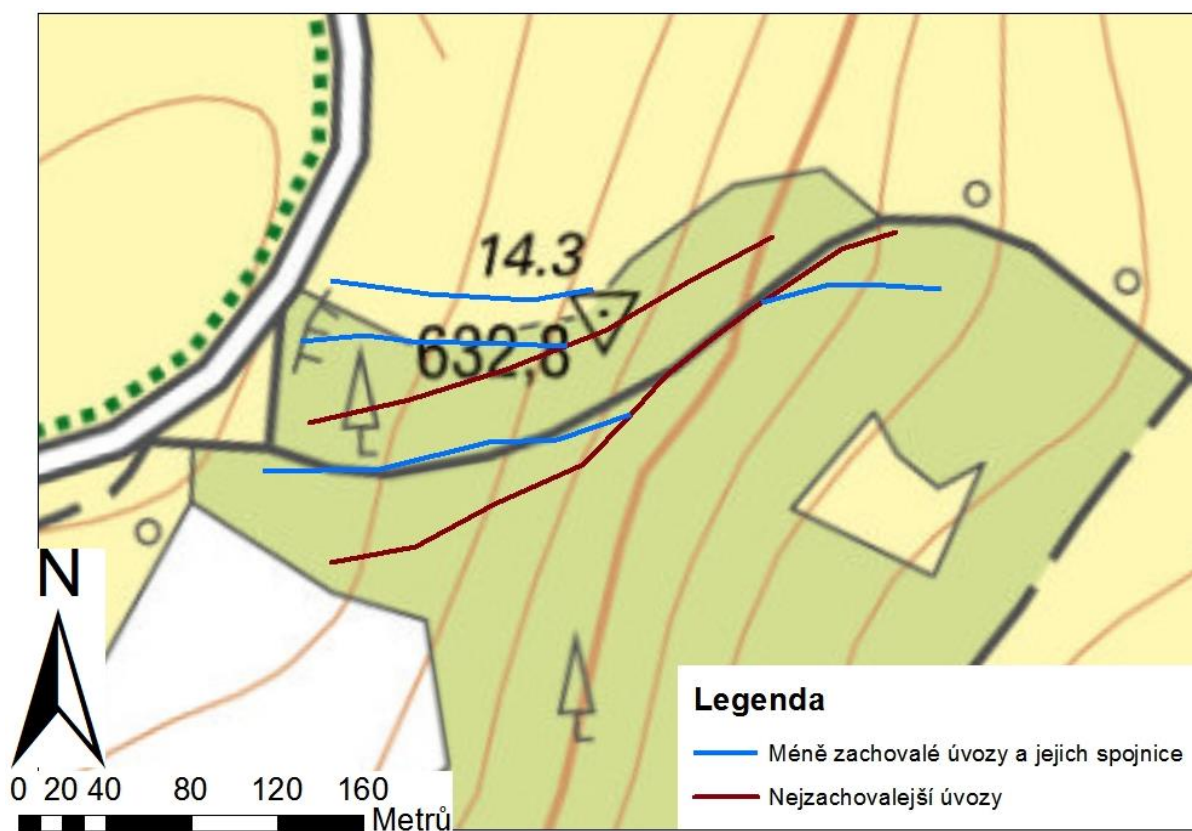 14.3
632,8
N
0 20 40 80 120 160
Metrů
Legenda
Méně zachovalé úvozy a jejich spojnice
Nejzachovalejší úvozy